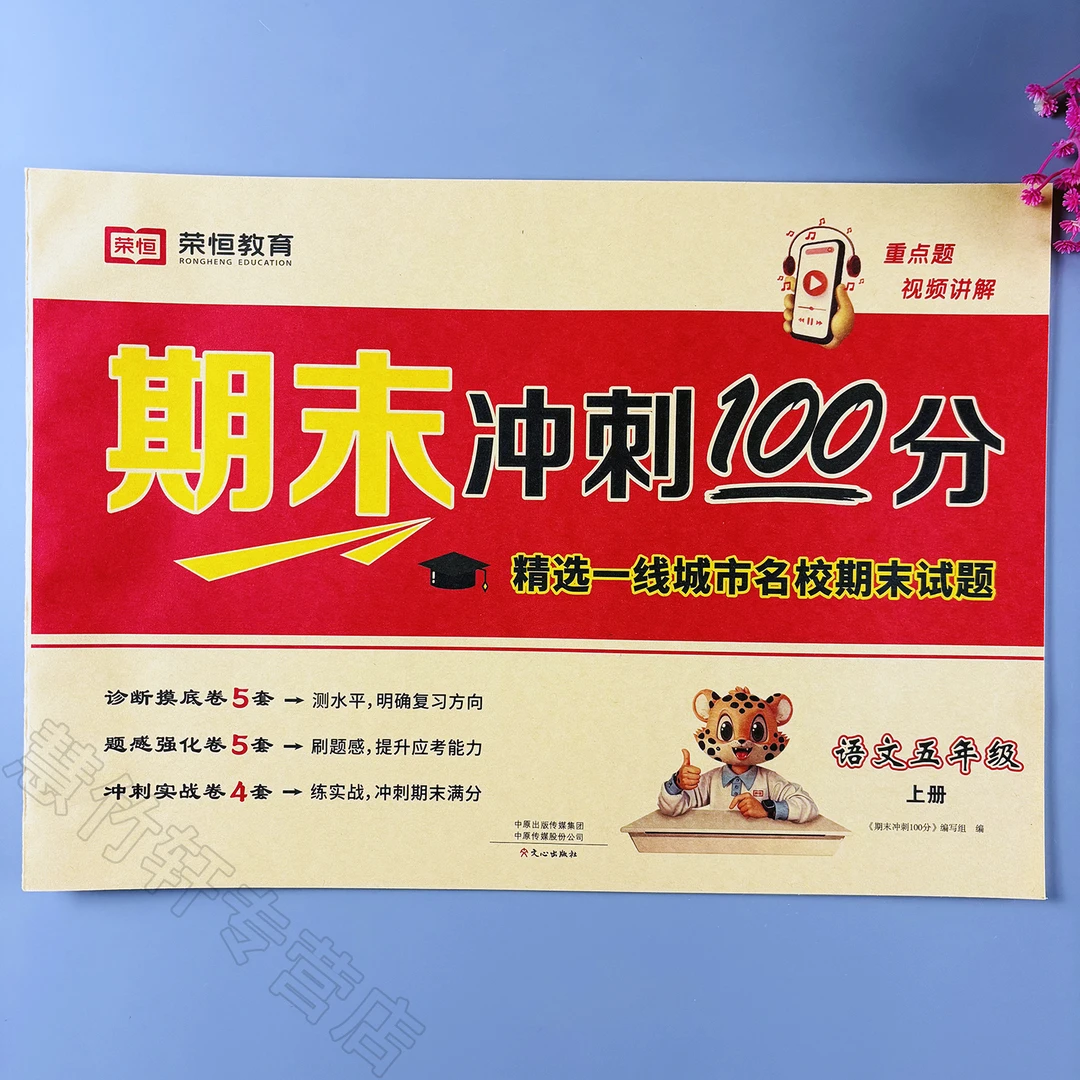 荣恒
荣恒教育
RONGHENG EDUCATION
重点题
视频讲解
期末冲刺100分
精选一线城市名校期末试题
诊断摸底卷5套→测水平,明确复习方向
题感强化卷5套→刷题感,提升应考能力
冲刺实战卷4套→练实战,冲刺期末满分
中原出版传媒集团
中原传媒股份公司
文心出版社
语文五年级
上册
《期末冲刺100分》编写组 编
慧竹轩专营店